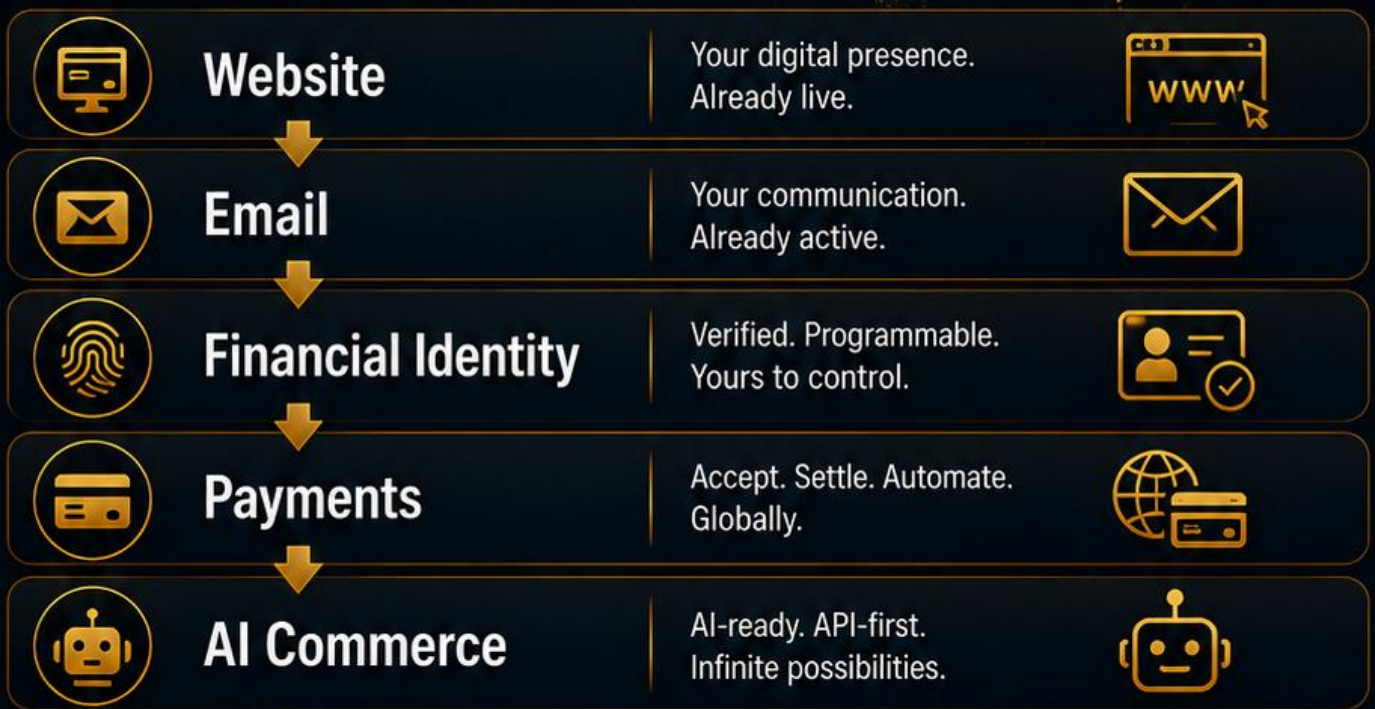 Website
Your digital presence.
Already live.
WWW
Email
Your communication.
Already active.
Financial Identity
Verified. Programmable.
Yours to control.
Payments
Accept. Settle. Automate.
Globally.
AI Commerce
AI-ready. API-first.
Infinite possibilities.